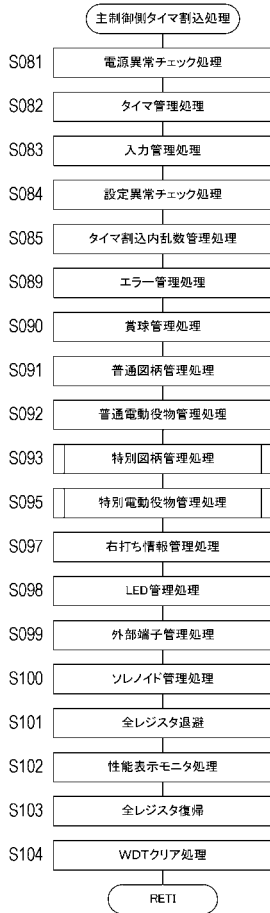 主制御側タイマ割込処理
S081 電源異常チェック処理
S082 タイマ管理処理
S083 入力管理処理
S084 設定異常チェック処理
S085 タイマ割込内乱数管理処理
S089 エラー管理処理
S090 賞球管理処理
S091 普通図柄管理処理
S092 普通電動役物管理処理
S093 特別図柄管理処理
S095 特別電動役物管理処理
S097 右打ち情報管理処理
S098 LED管理処理
S099 外部端子管理処理
S100 ソレノイド管理処理
S101 全レジスタ退避
S102 性能表示モニタ処理
S103 全レジスタ復帰
S104 WDTクリア処理
RETI